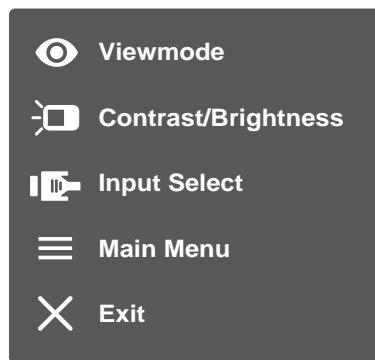 Viewmode
Contrast/Brightness
Input Select
Main Menu
Exit